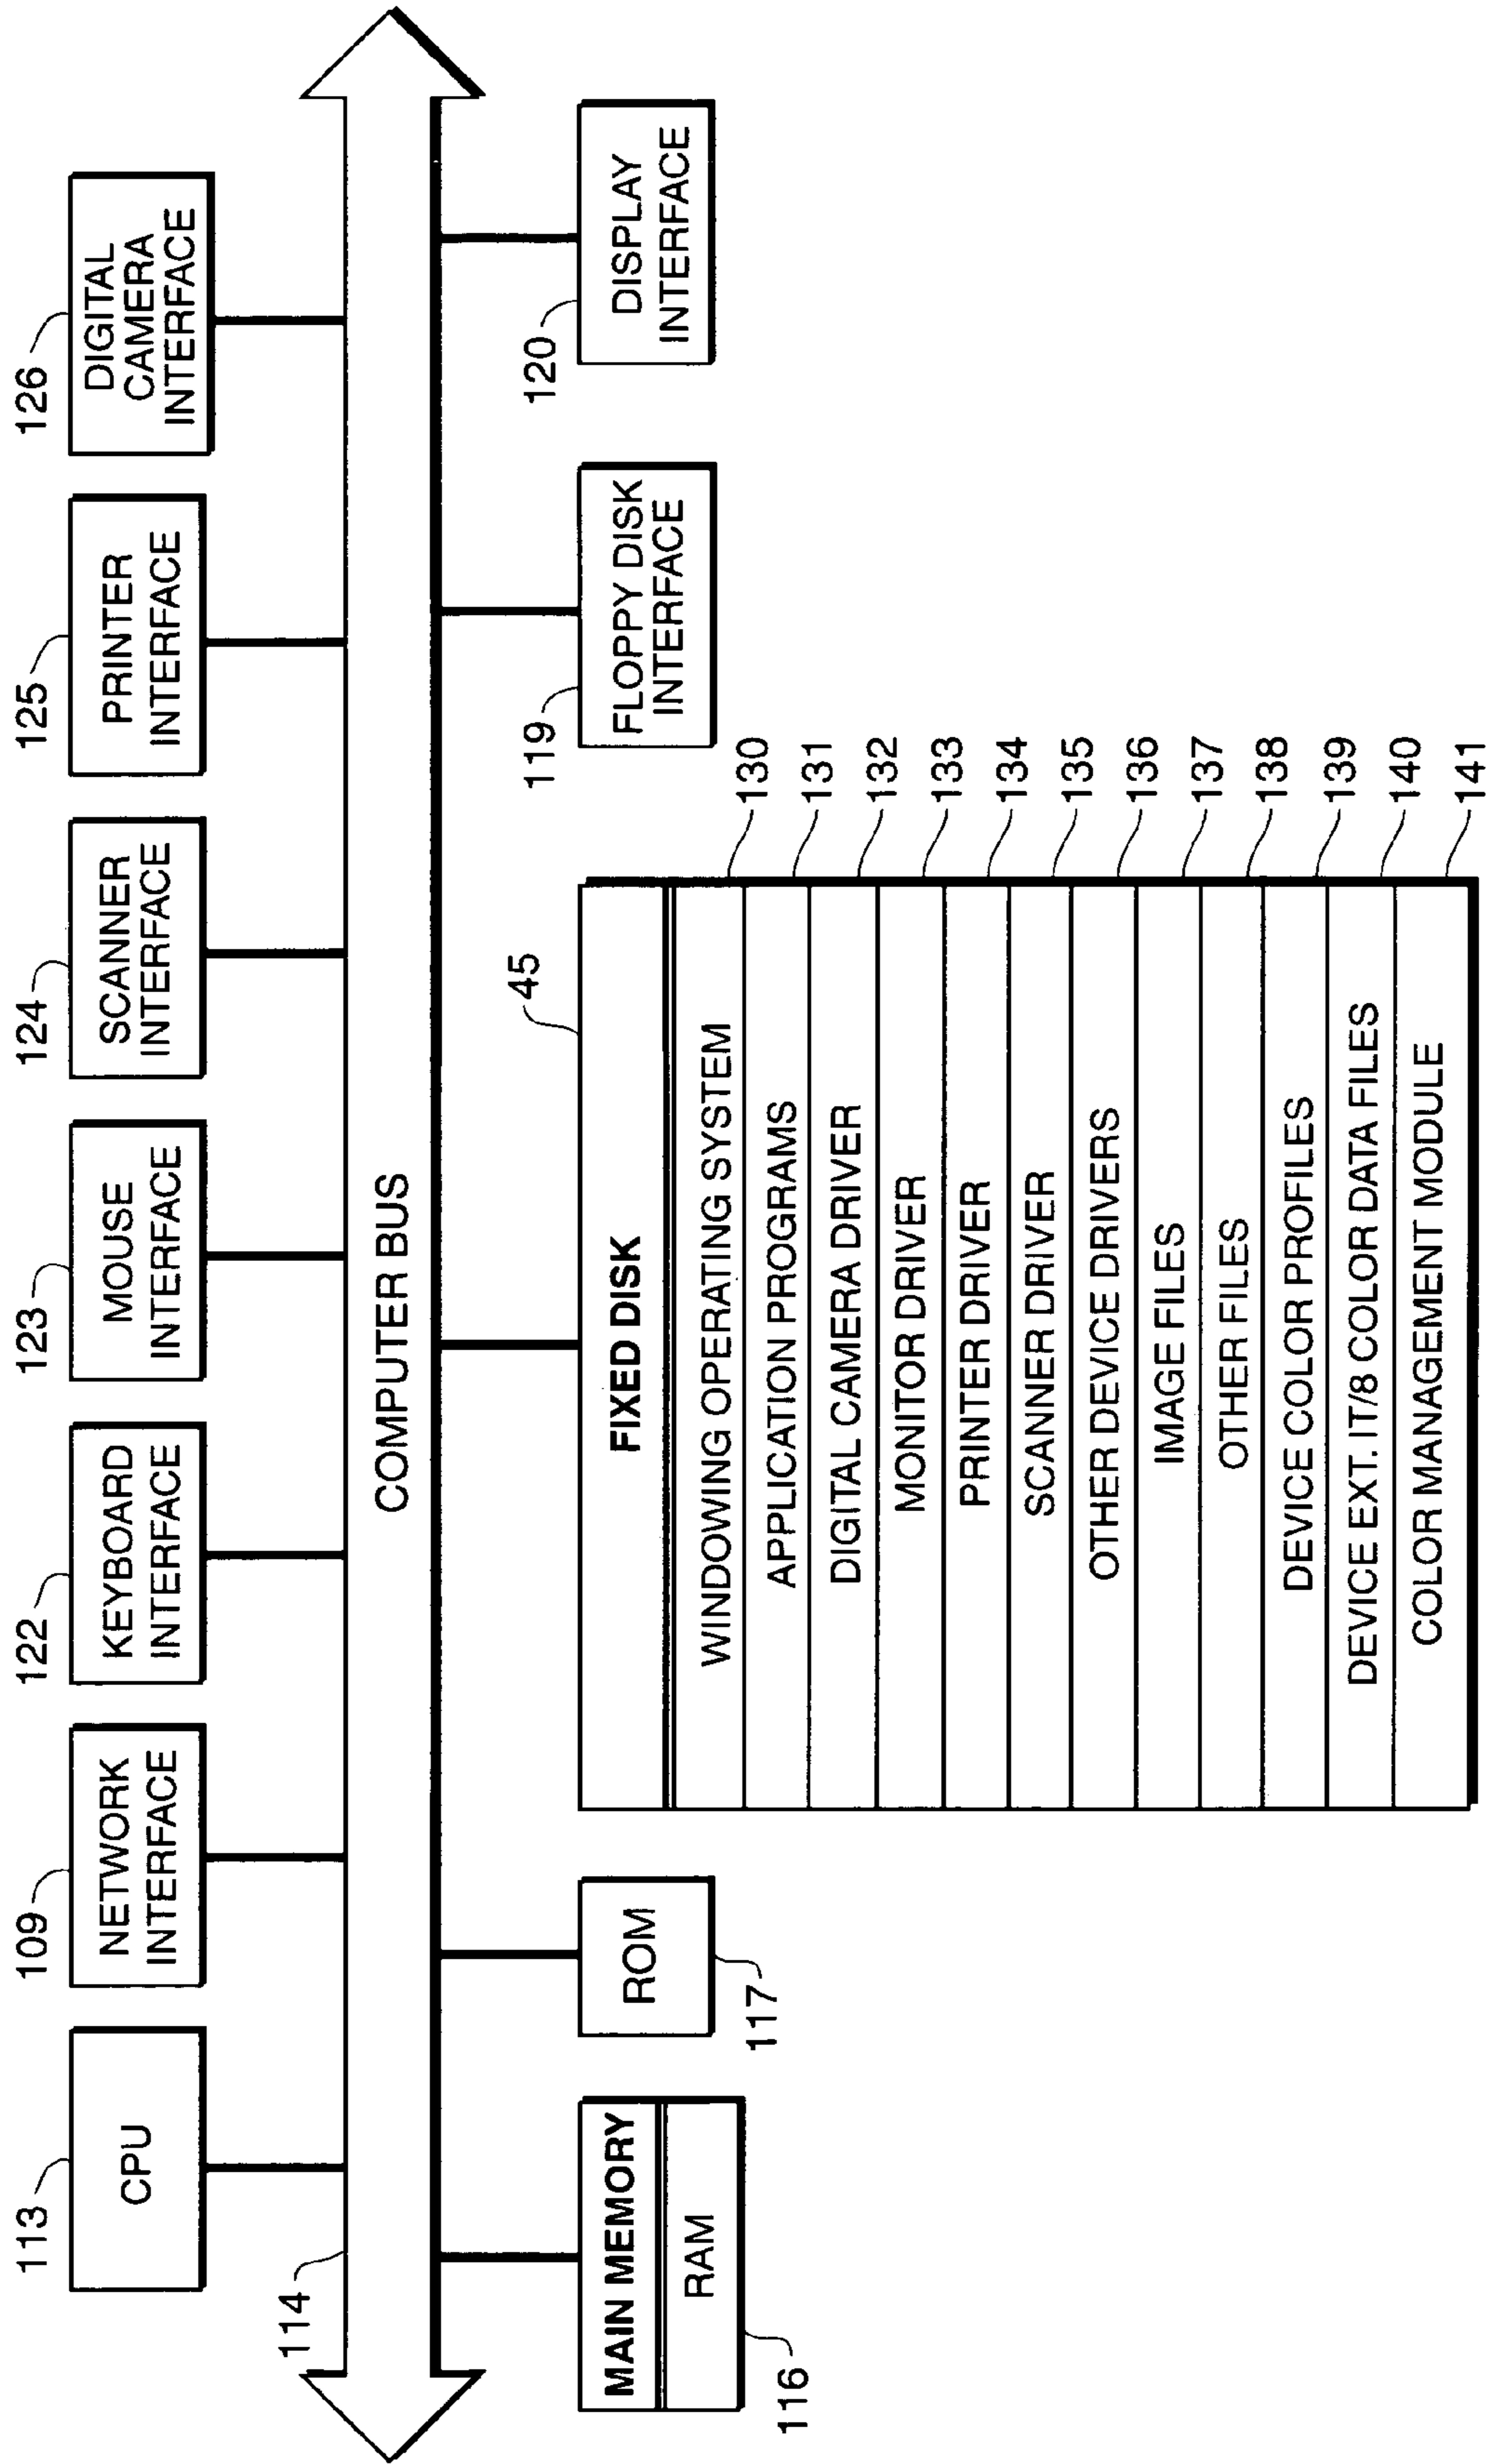 113
CPU
109
NETWORK
INTERFACE
122
KEYBOARD
INTERFACE
123
MOUSE
INTERFACE
124
SCANNER
INTERFACE
125
PRINTER
INTERFACE
126
DIGITAL
CAMERA
INTERFACE
114
COMPUTER BUS
MAIN MEMORY
RAM
116
ROM
117
45
FIXED DISK
WINDOWING OPERATING SYSTEM
130
APPLICATION PROGRAMS
131
DIGITAL CAMERA DRIVER
132
MONITOR DRIVER
133
PRINTER DRIVER
134
SCANNER DRIVER
135
OTHER DEVICE DRIVERS
136
IMAGE FILES
137
OTHER FILES
138
DEVICE COLOR PROFILES
139
DEVICE EXT. IT/8 COLOR DATA FILES
140
COLOR MANAGEMENT MODULE
141
119
FLOPPY DISK
INTERFACE
120
DISPLAY
INTERFACE